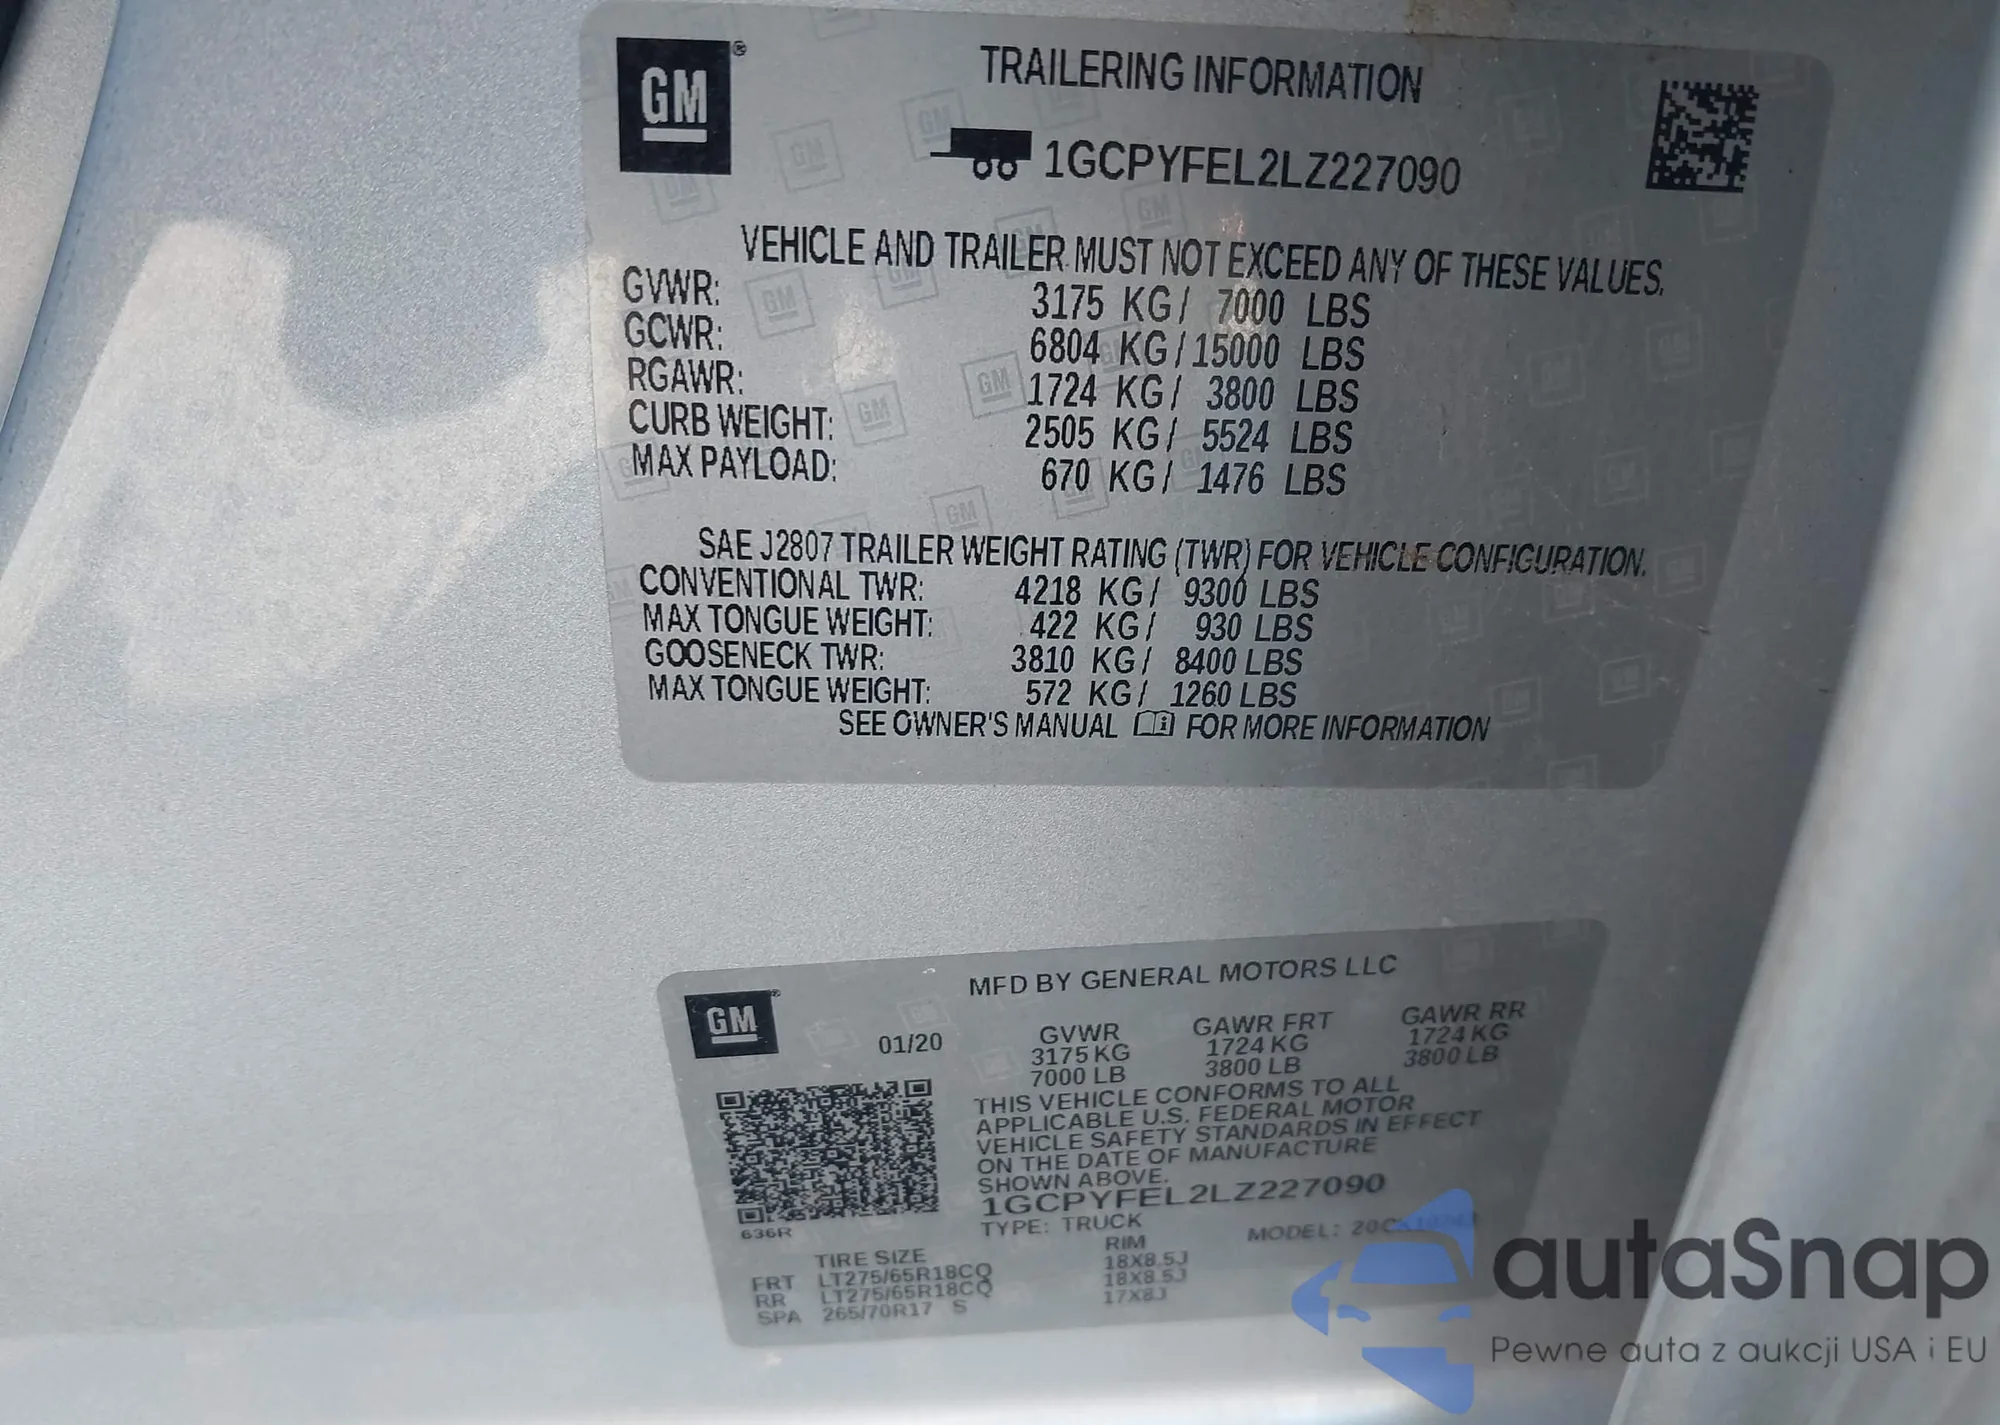 GM®
TRAILERING INFORMATION
1GCPYFEL2LZ227090
VEHICLE AND TRAILER MUST NOT EXCEED ANY OF THESE VALUES.
GVWR: 3175 KG / 7000 LBS
GCWR: 6804 KG / 15000 LBS
RGAWR: 1724 KG / 3800 LBS
CURB WEIGHT: 2505 KG / 5524 LBS
MAX PAYLOAD: 670 KG / 1476 LBS
SAE J2807 TRAILER WEIGHT RATING (TWR) FOR VEHICLE CONFIGURATION.
CONVENTIONAL TWR: 4218 KG / 9300 LBS
MAX TONGUE WEIGHT: 422 KG / 930 LBS
GOOSENECK TWR: 3810 KG / 8400 LBS
MAX TONGUE WEIGHT: 572 KG / 1260 LBS
SEE OWNER'S MANUAL FOR MORE INFORMATION
GM®
MFD BY GENERAL MOTORS LLC
01/20
GVWR GAWR FRT GAWR RR
3175 KG 1724 KG 1724 KG
7000 LB 3800 LB 3800 LB
THIS VEHICLE CONFORMS TO ALL
APPLICABLE U.S. FEDERAL MOTOR
VEHICLE SAFETY STANDARDS IN EFFECT
ON THE DATE OF MANUFACTURE
SHOWN ABOVE.
1GCPYFEL2LZ227090
636R
TYPE: TRUCK MODEL:
TIRE SIZE RIM
FRT LT275/65R18CQ 18X8.5J
RR LT275/65R18CQ 18X8.5J
SPA 265/70R17 S 17X8J
autaSnap
Pewne auta z aukcji USA i EU